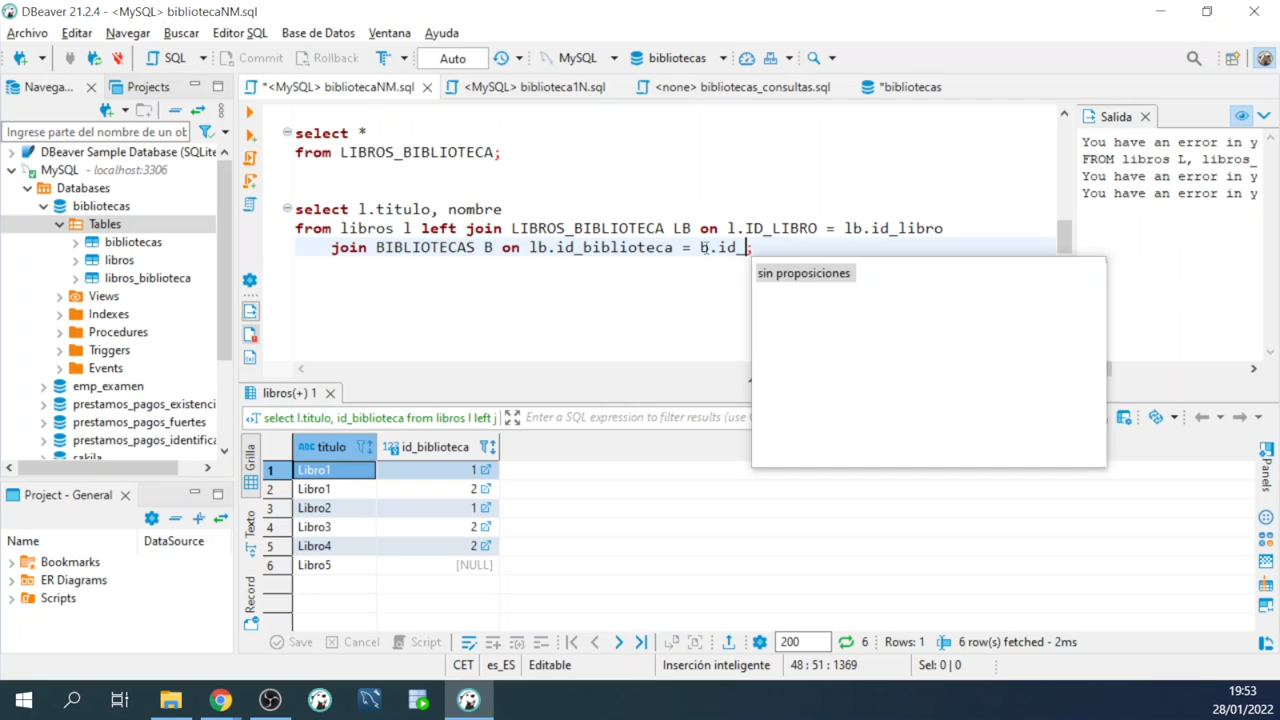 DBeaver 21.2.4 - <MySQL> bibliotecaNM.sql
Archivo Editar Navegar Buscar Editor SQL Base de Datos Ventana Ayuda
SQL Commit Rollback Auto MySQL bibliotecas
Navega... Projects
*<MySQL> bibliotecaNM.sql <MySQL> biblioteca1N.sql <none> bibliotecas_consultas.sql *bibliotecas
Ingrese parte del nombre de un ob
DBeaver Sample Database (SQLite
MySQL - localhost:3306
Databases
bibliotecas
Tables
bibliotecas
libros
libros_biblioteca
Views
Indexes
Procedures
Triggers
Events
emp_examen
prestamos_pagos_existenci
prestamos_pagos_fuertes
prestamos_pagos_identifica
sakila
select *
from LIBROS_BIBLIOTECA;
select l.titulo, nombre
from libros l left join LIBROS_BIBLIOTECA LB on l.ID_LIBRO = lb.id_libro
join BIBLIOTECAS B on lb.id_biblioteca = b.id_;
sin proposiciones
Salida
You have an error in y
FROM libros L, libros_
You have an error in y
You have an error in y
libros(+) 1
select l.titulo, id_biblioteca from libros l left j
Enter a SQL expression to filter results (use
Grilla
Texto
Record
Panels
ABC titulo 123 id_biblioteca
1 Libro1 1
2 Libro1 2
3 Libro2 1
4 Libro3 2
5 Libro4 2
6 Libro5 [NULL]
Project - General
Name DataSource
Bookmarks
ER Diagrams
Scripts
Save Cancel Script 200 6 Rows: 1 6 row(s) fetched - 2ms
CET es_ES Editable Inserción inteligente 48 : 51 : 1369 Sel: 0 | 0
19:53
28/01/2022